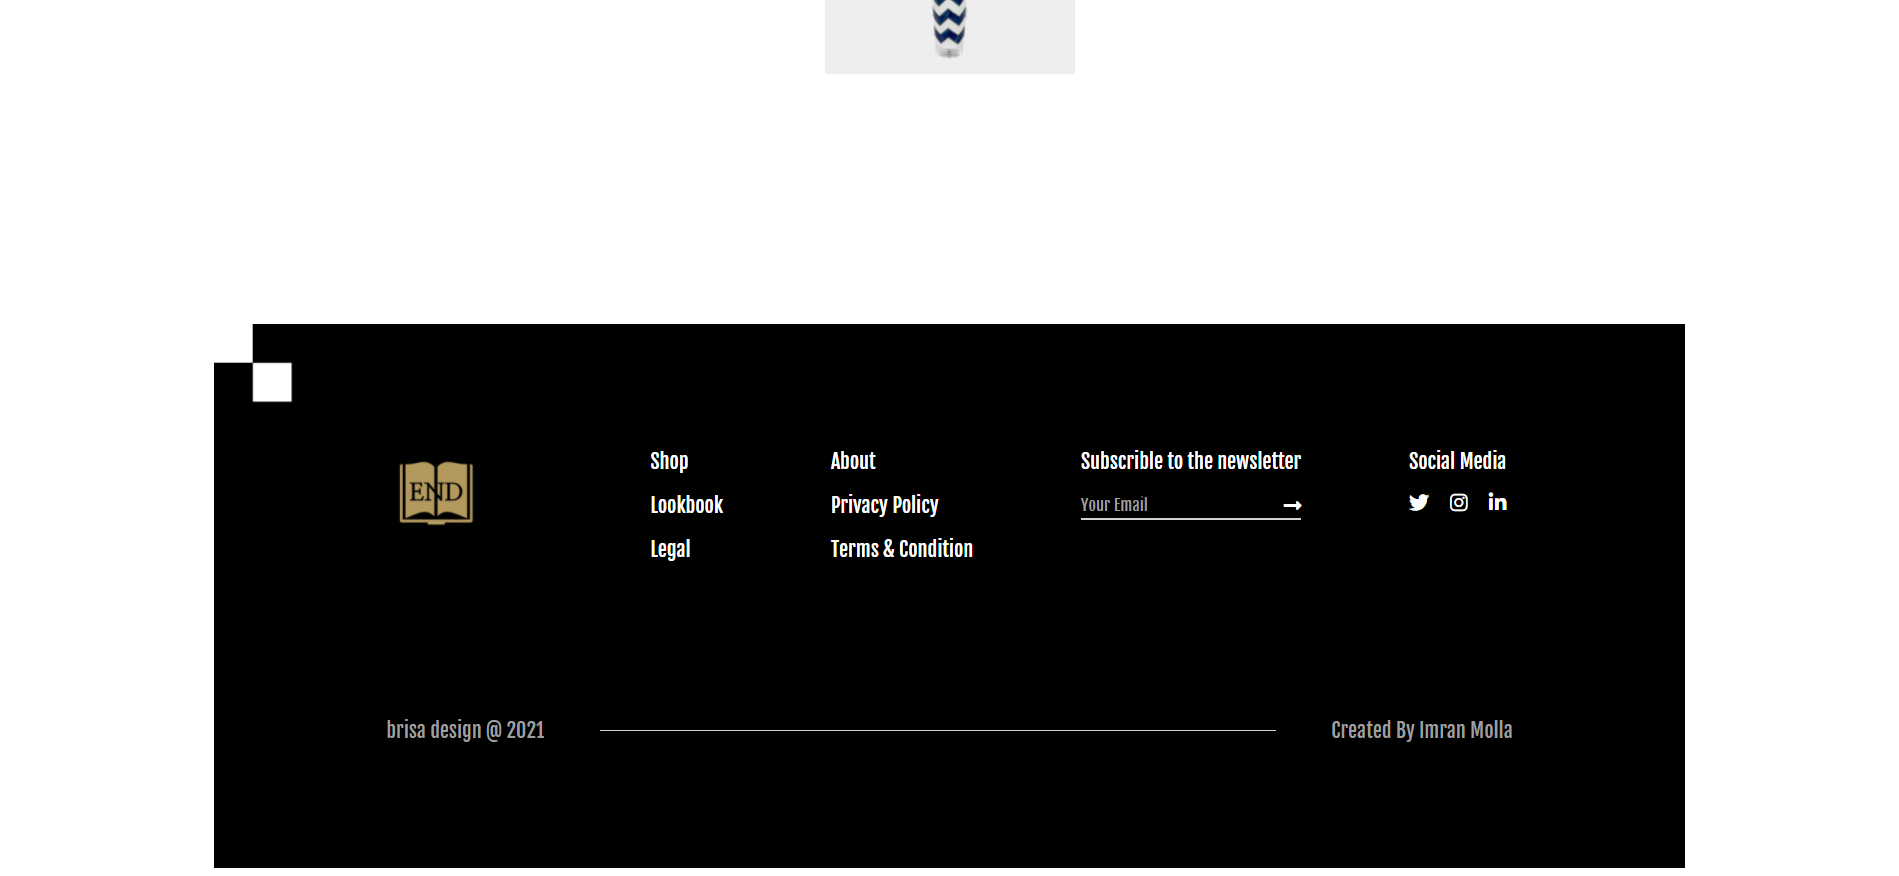 END
Shop
Lookbook
Legal
About
Privacy Policy
Terms & Condition
Subscrible to the newsletter
Your Email
Social Media
brisa design @ 2021
Created By Imran Molla